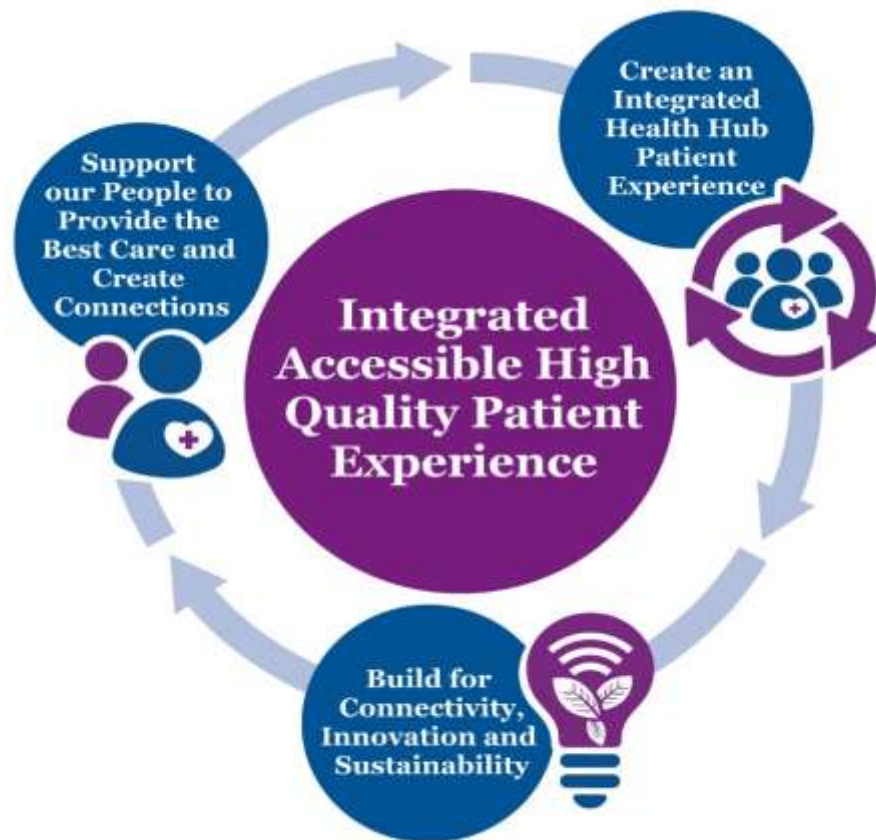 Create an
Integrated
Health Hub
Patient
Experience
Support
our People to
Provide the
Best Care and
Create
Connections
Integrated
Accessible High
Quality Patient
Experience
Build for
Connectivity,
Innovation and
Sustainability